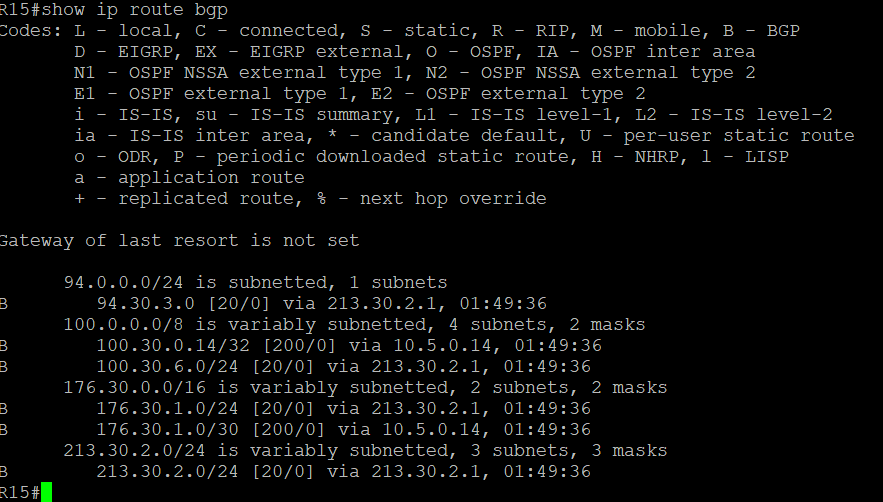 R15#show ip route bgp
Codes: L - local, C - connected, S - static, R - RIP, M - mobile, B - BGP
D - EIGRP, EX - EIGRP external, O - OSPF, IA - OSPF inter area
N1 - OSPF NSSA external type 1, N2 - OSPF NSSA external type 2
E1 - OSPF external type 1, E2 - OSPF external type 2
i - IS-IS, su - IS-IS summary, L1 - IS-IS level-1, L2 - IS-IS level-2
ia - IS-IS inter area, * - candidate default, U - per-user static route
o - ODR, P - periodic downloaded static route, H - NHRP, l - LISP
a - application route
+ - replicated route, % - next hop override
Gateway of last resort is not set
94.0.0.0/24 is subnetted, 1 subnets
B 94.30.3.0 [20/0] via 213.30.2.1, 01:49:36
100.0.0.0/8 is variably subnetted, 4 subnets, 2 masks
B 100.30.0.14/32 [200/0] via 10.5.0.14, 01:49:36
B 100.30.6.0/24 [20/0] via 213.30.2.1, 01:49:36
176.30.0.0/16 is variably subnetted, 2 subnets, 2 masks
B 176.30.1.0/24 [20/0] via 213.30.2.1, 01:49:36
B 176.30.1.0/30 [200/0] via 10.5.0.14, 01:49:36
213.30.2.0/24 is variably subnetted, 3 subnets, 3 masks
B 213.30.2.0/24 [20/0] via 213.30.2.1, 01:49:36
R15#